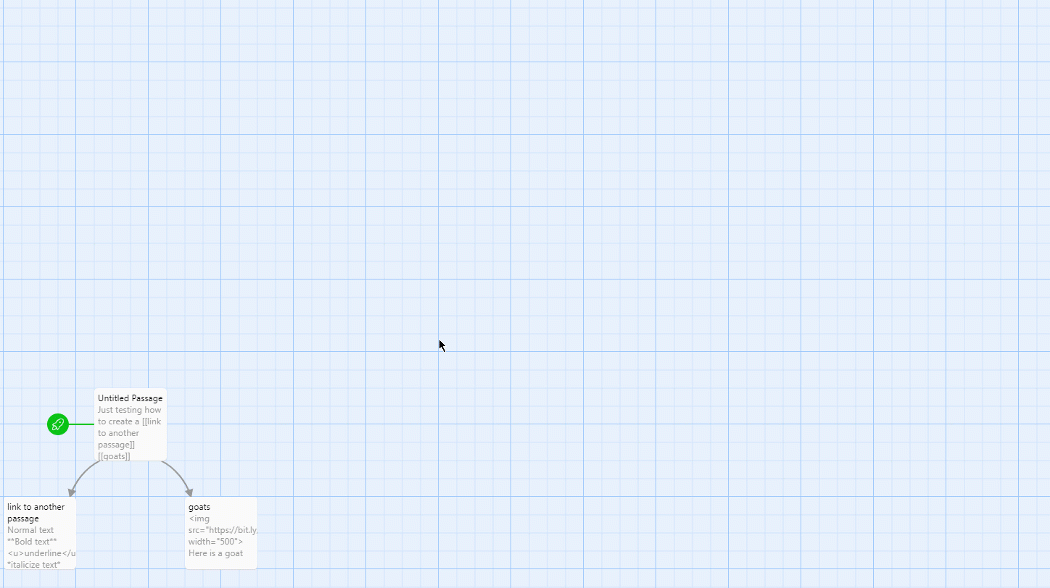 Untitled Passage
Just testing how
to create a [[link
to another
passage]]
[[goats]]
link to another
passage
Normal text
**Bold text**
<u>underline</u
*italicize text*
goats
<img
src="https://bit.ly
width="500">
Here is a goat